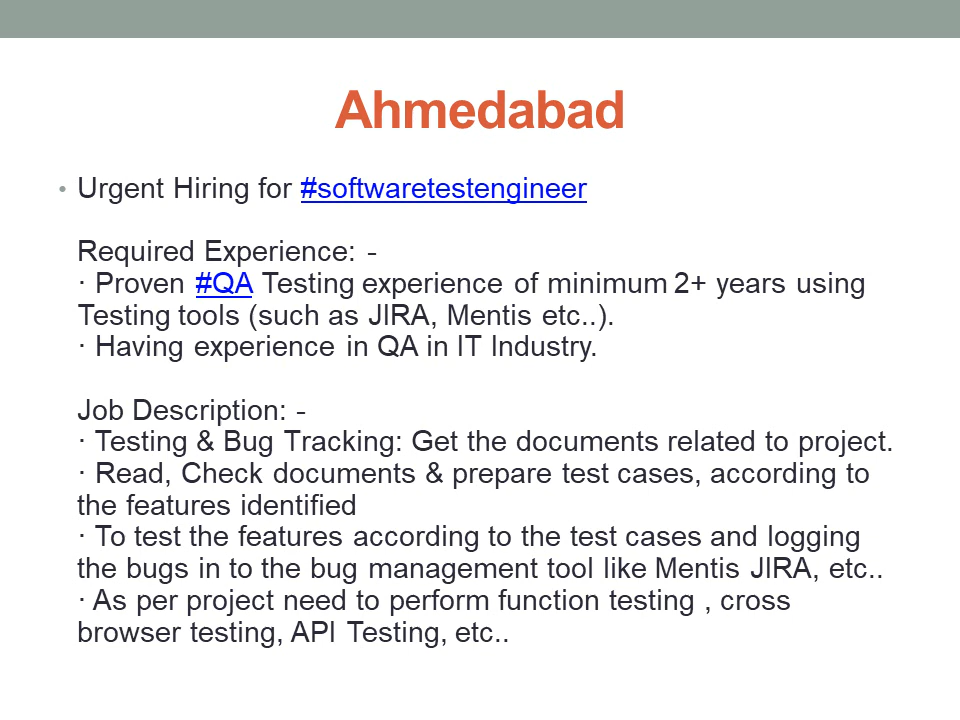 Ahmedabad
• Urgent Hiring for #softwaretestengineer
Required Experience: -
· Proven #QA Testing experience of minimum 2+ years using
Testing tools (such as JIRA, Mentis etc..).
· Having experience in QA in IT Industry.
Job Description: -
· Testing & Bug Tracking: Get the documents related to project.
· Read, Check documents & prepare test cases, according to
the features identified
· To test the features according to the test cases and logging
the bugs in to the bug management tool like Mentis JIRA, etc..
· As per project need to perform function testing , cross
browser testing, API Testing, etc..